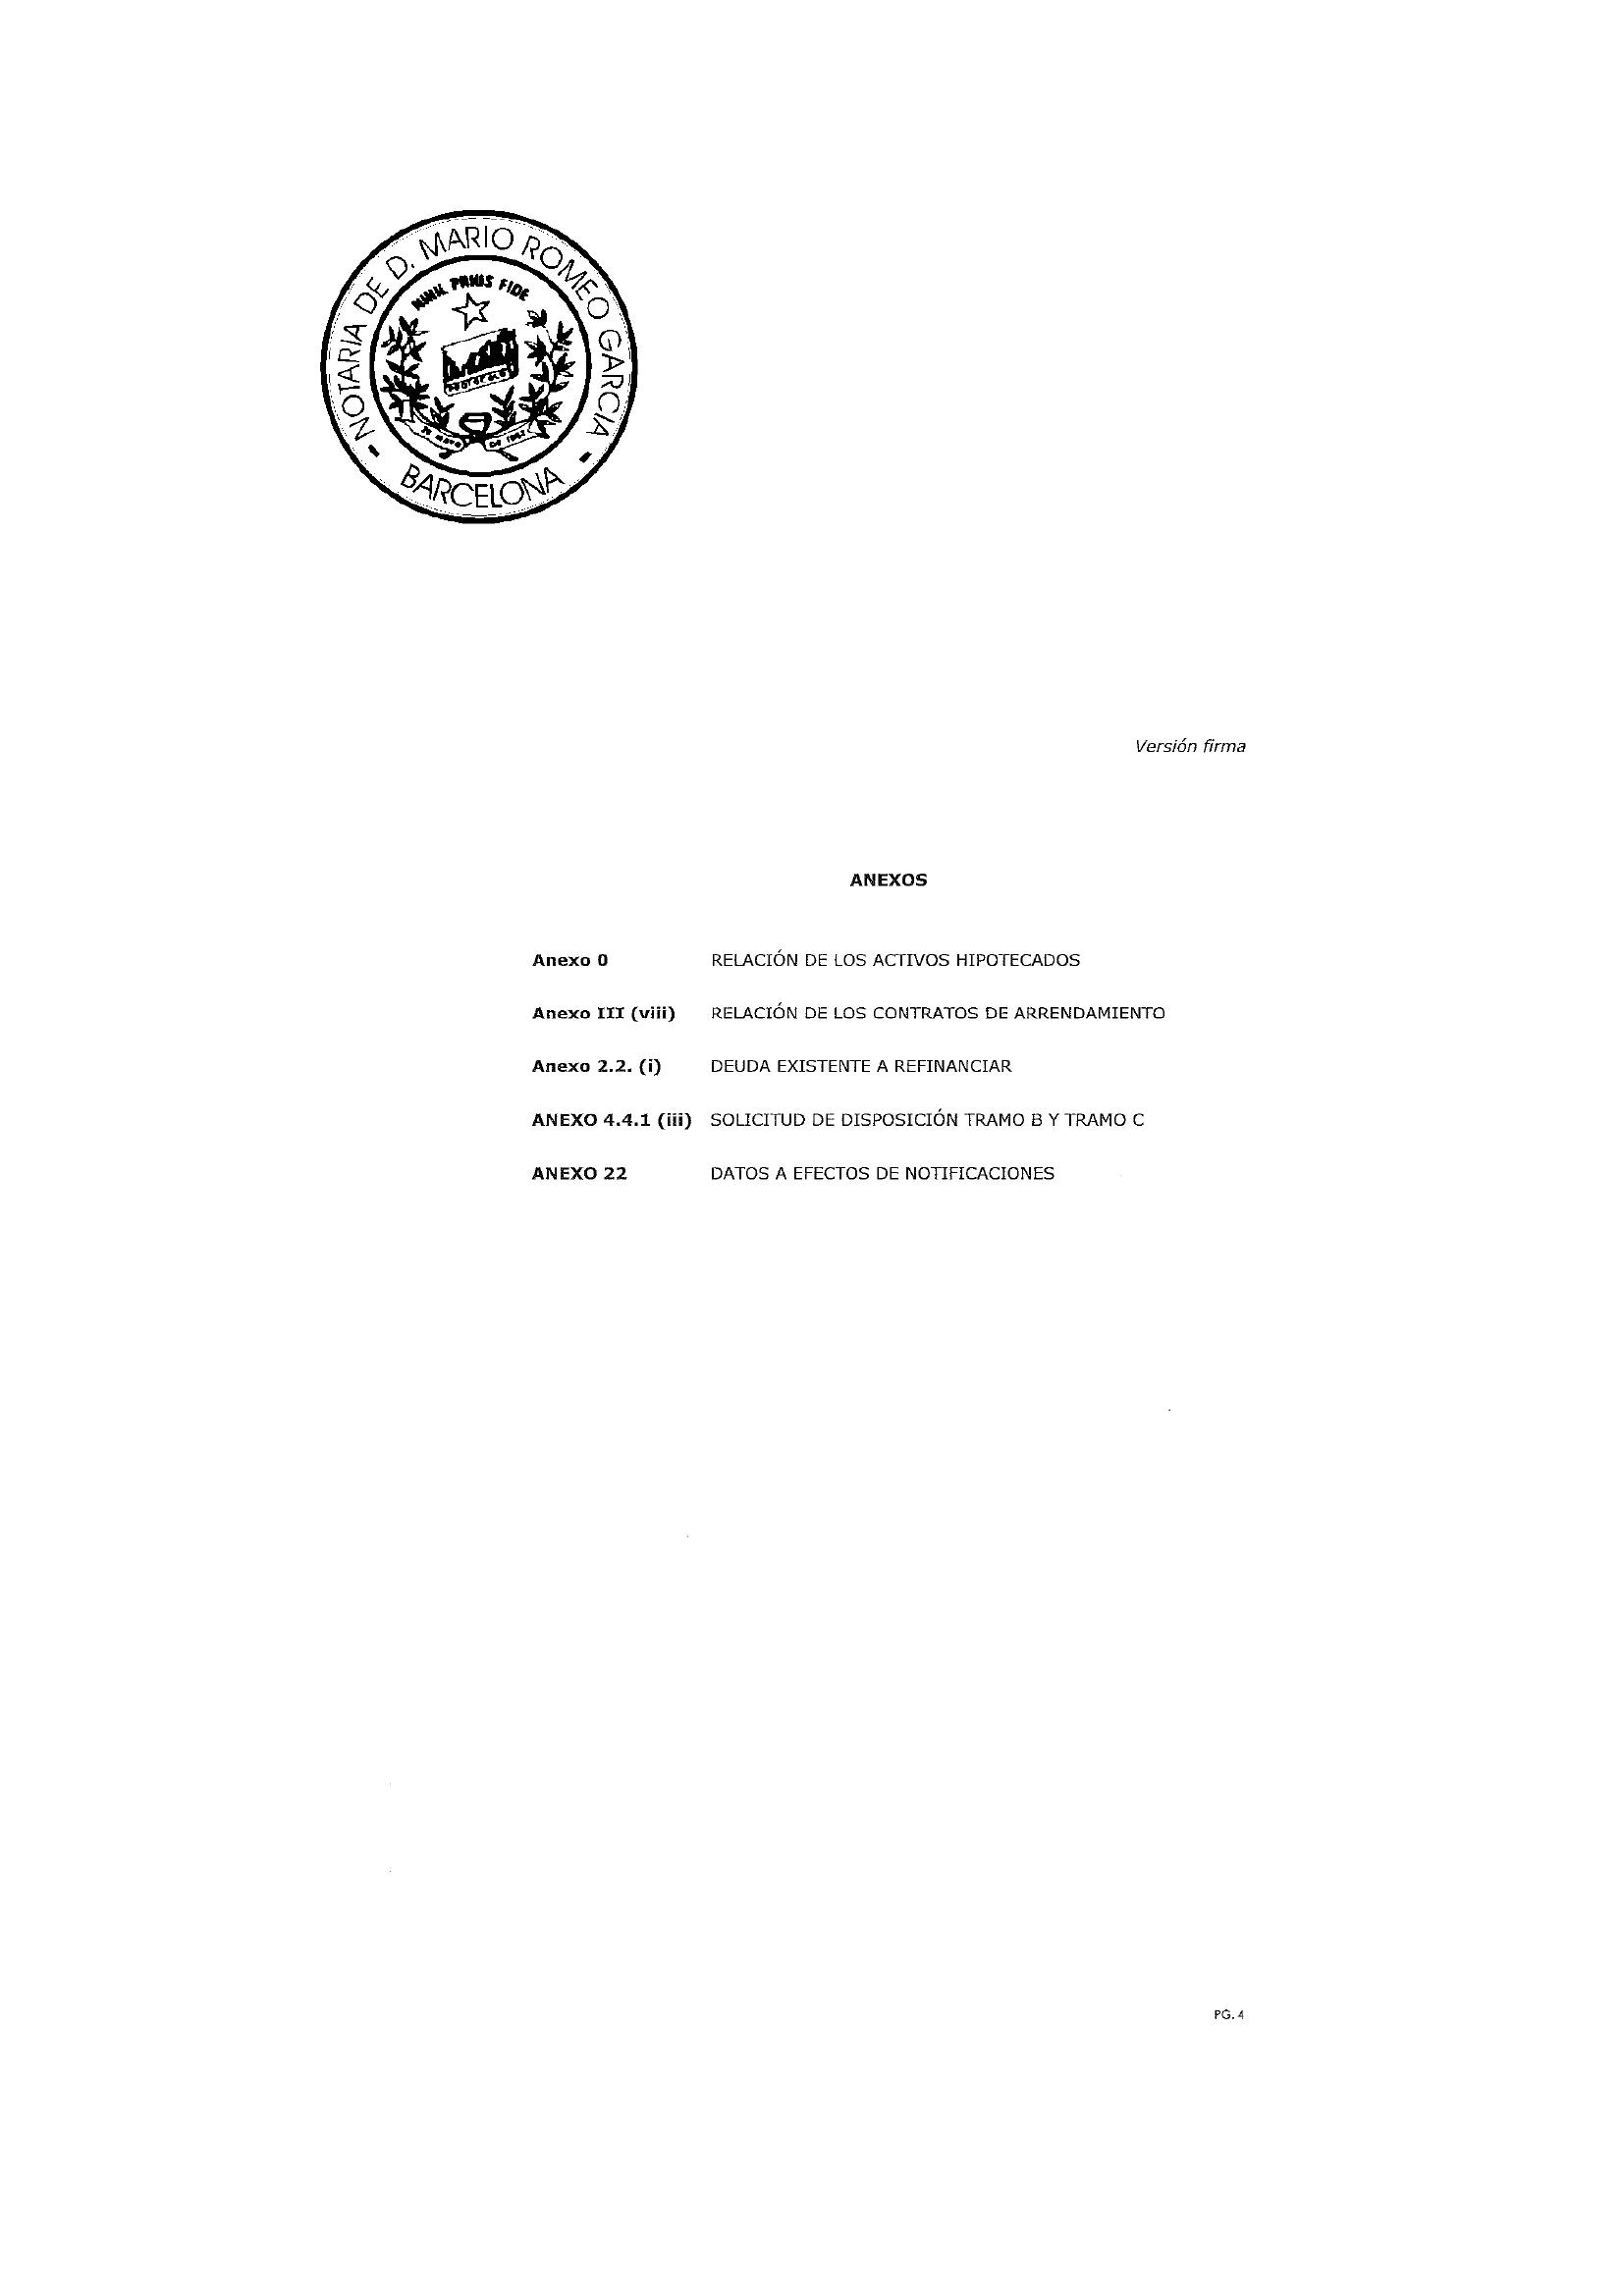 NOTARIA DE D. MARIO ROMEO GARCIA
FIDE
- BARCELONA -
Versión firma
ANEXOS
Anexo 0 RELACIÓN DE LOS ACTIVOS HIPOTECADOS
Anexo III (viii) RELACIÓN DE LOS CONTRATOS DE ARRENDAMIENTO
Anexo 2.2. (i) DEUDA EXISTENTE A REFINANCIAR
ANEXO 4.4.1 (iii) SOLICITUD DE DISPOSICIÓN TRAMO B Y TRAMO C
ANEXO 22 DATOS A EFECTOS DE NOTIFICACIONES
PG. 4